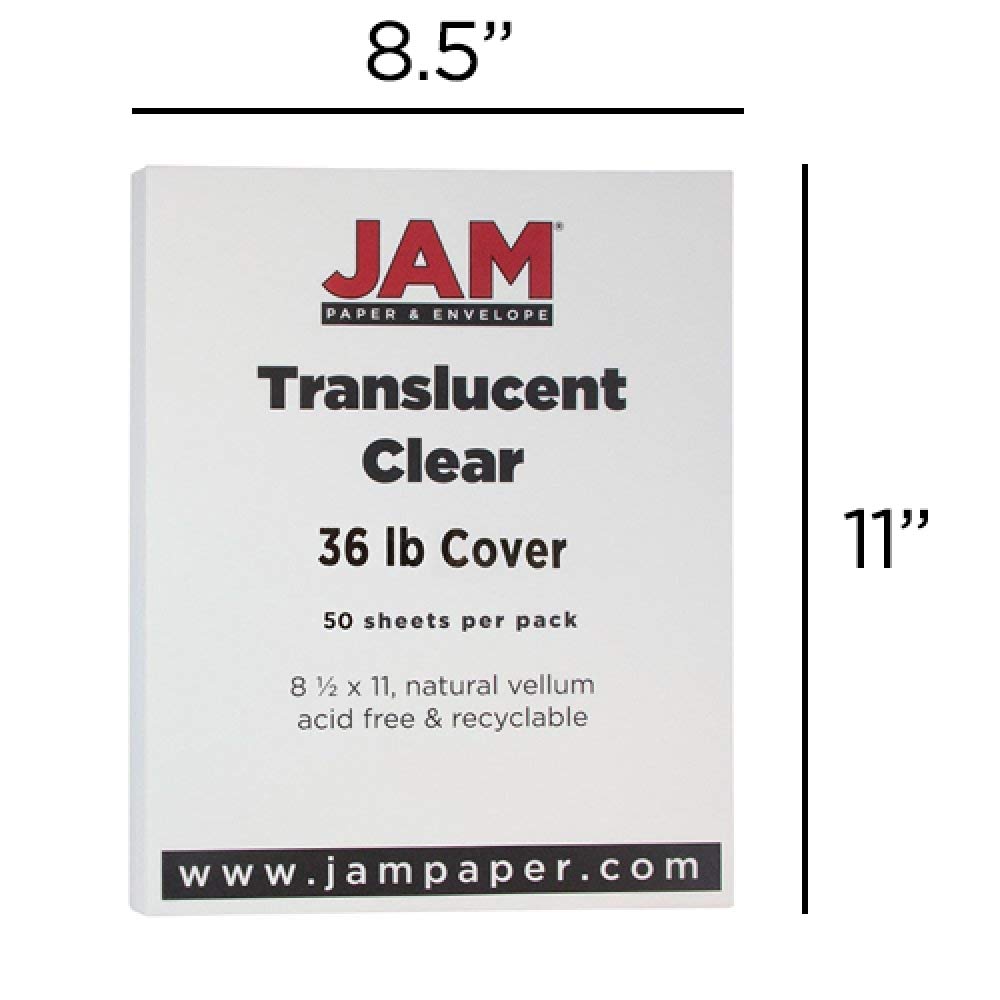 8.5”
JAM®
PAPER & ENVELOPE
Translucent
Clear
36 lb Cover
50 sheets per pack
8 ½ x 11, natural vellum
acid free & recyclable
www.jampaper.com
11”